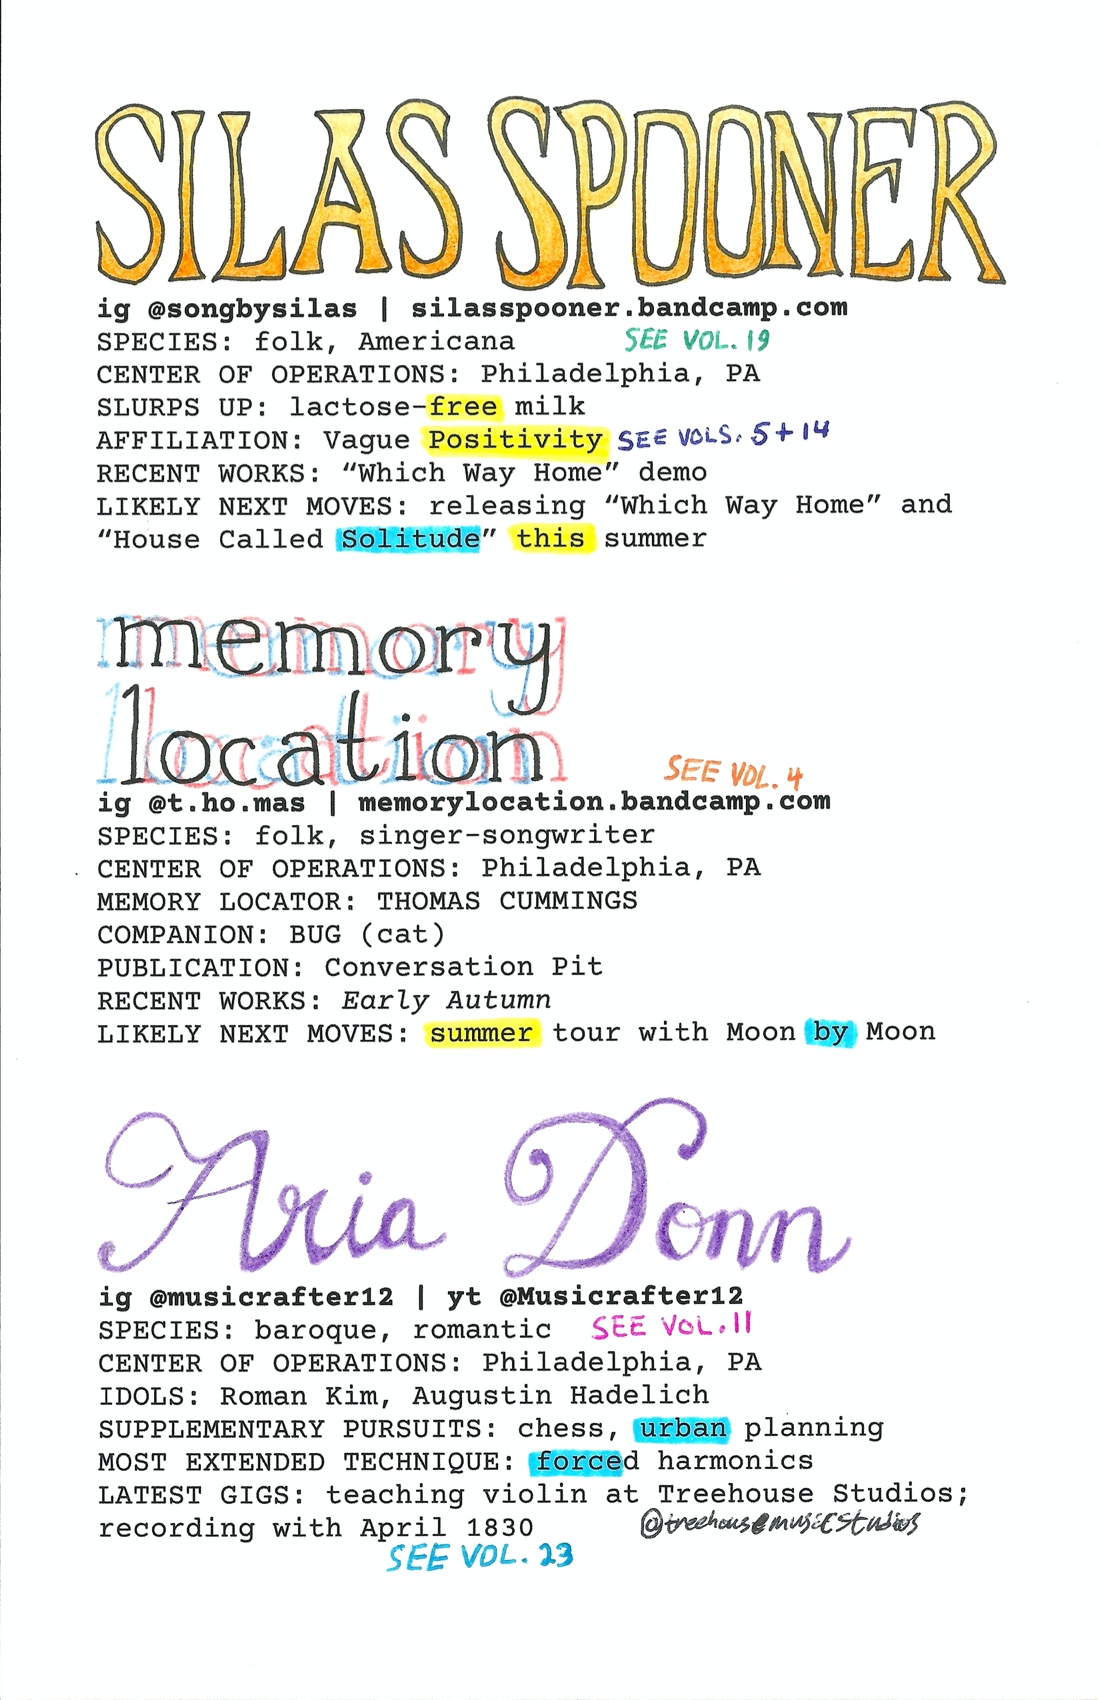 SILAS SPOONER
ig @songbysilas | silasspooner.bandcamp.com
SPECIES: folk, Americana SEE VOL. 19
CENTER OF OPERATIONS: Philadelphia, PA
SLURPS UP: lactose-free milk
AFFILIATION: Vague Positivity SEE VOLS. 5 + 14
RECENT WORKS: “Which Way Home” demo
LIKELY NEXT MOVES: releasing “Which Way Home” and
“House Called Solitude” this summer
memory
location
SEE VOL. 4
ig @t.ho.mas | memorylocation.bandcamp.com
SPECIES: folk, singer-songwriter
CENTER OF OPERATIONS: Philadelphia, PA
MEMORY LOCATOR: THOMAS CUMMINGS
COMPANION: BUG (cat)
PUBLICATION: Conversation Pit
RECENT WORKS: Early Autumn
LIKELY NEXT MOVES: summer tour with Moon by Moon
Aria Donn
ig @musicrafter12 | yt @Musicrafter12
SPECIES: baroque, romantic SEE VOL. 11
CENTER OF OPERATIONS: Philadelphia, PA
IDOLS: Roman Kim, Augustin Hadelich
SUPPLEMENTARY PURSUITS: chess, urban planning
MOST EXTENDED TECHNIQUE: forced harmonics
LATEST GIGS: teaching violin at Treehouse Studios;
recording with April 1830 @treehousemusicstudios
SEE VOL. 23